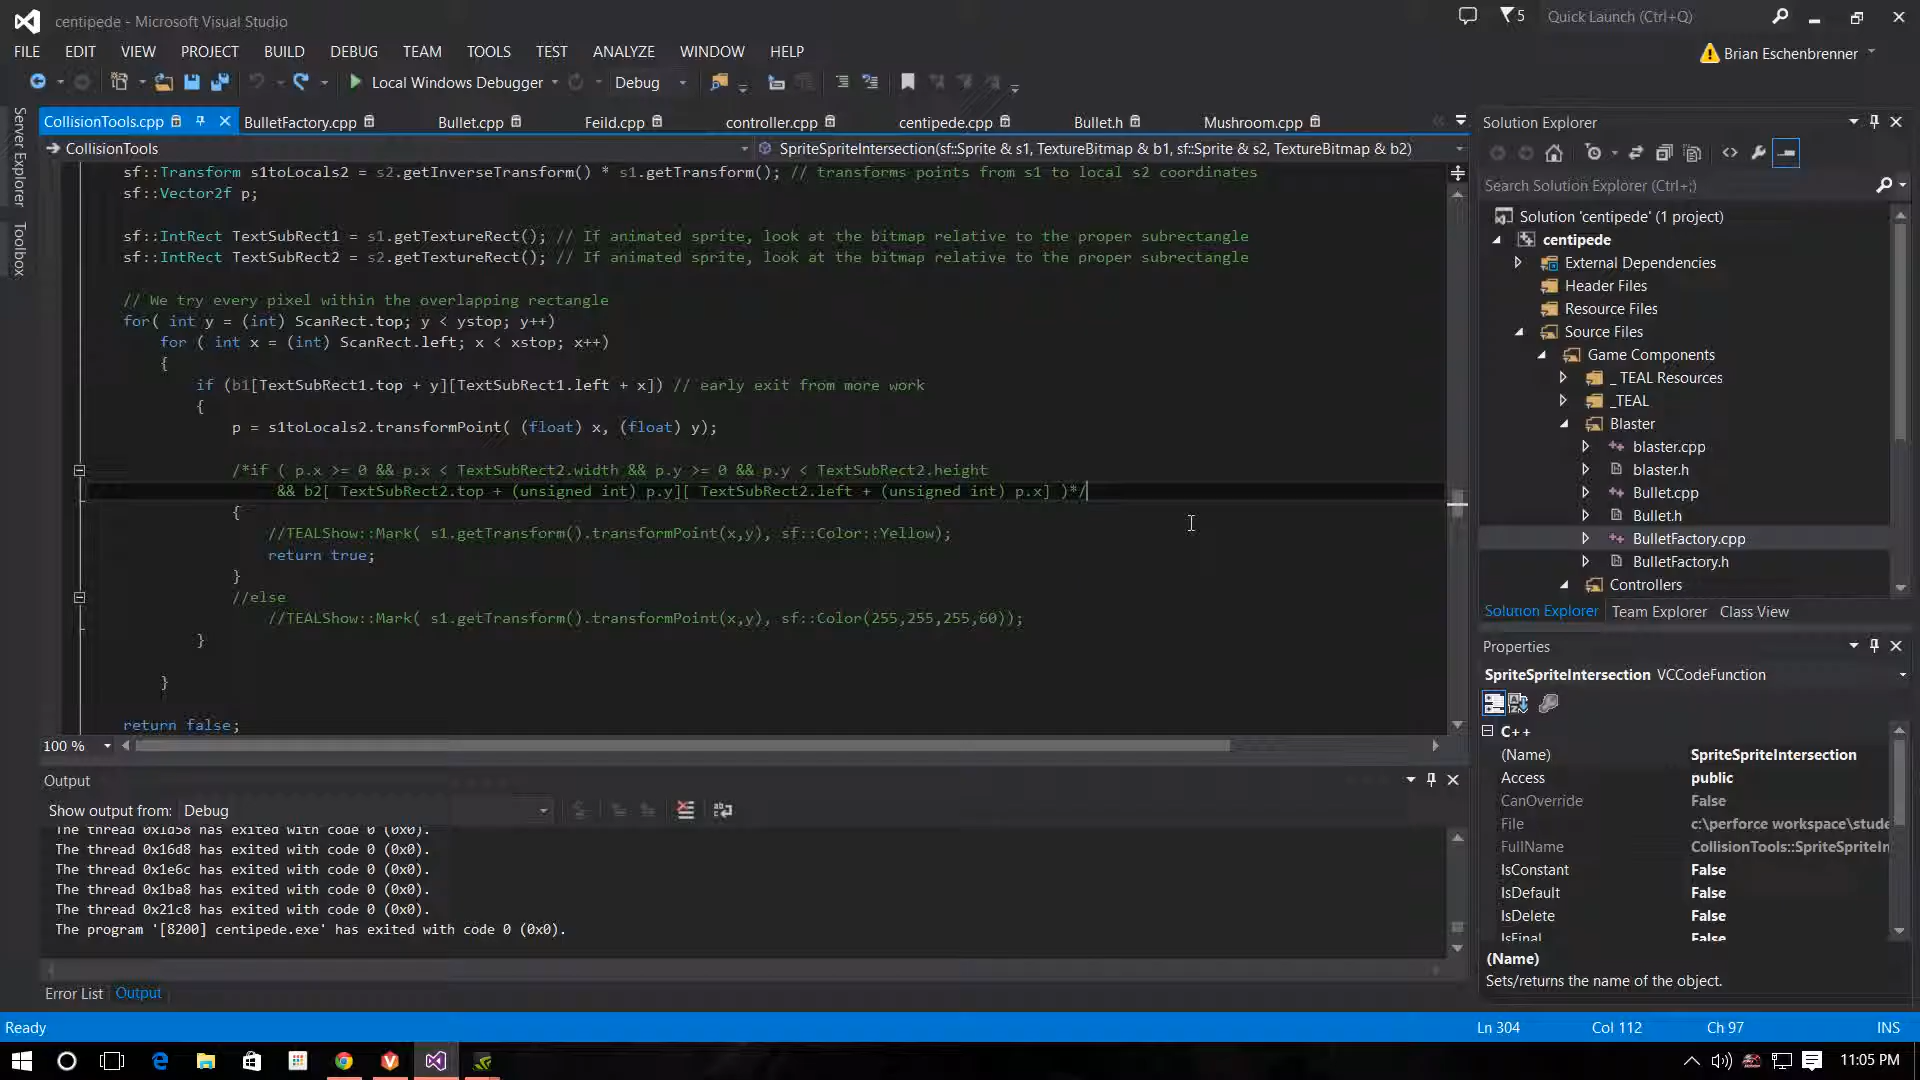 centipede - Microsoft Visual Studio
5
Quick Launch (Ctrl+Q)
FILE EDIT VIEW PROJECT BUILD DEBUG TEAM TOOLS TEST ANALYZE WINDOW HELP
Brian Eschenbrenner
Local Windows Debugger
Debug
Server Explorer
Toolbox
CollisionTools.cpp BulletFactory.cpp Bullet.cpp Feild.cpp controller.cpp centipede.cpp Bullet.h Mushroom.cpp
CollisionTools
SpriteSpriteIntersection(sf::Sprite & s1, TextureBitmap & b1, sf::Sprite & s2, TextureBitmap & b2)
sf::Transform s1toLocals2 = s2.getInverseTransform() * s1.getTransform(); // transforms points from s1 to local s2 coordinates
sf::Vector2f p;
sf::IntRect TextSubRect1 = s1.getTextureRect(); // If animated sprite, look at the bitmap relative to the proper subrectangle
sf::IntRect TextSubRect2 = s2.getTextureRect(); // If animated sprite, look at the bitmap relative to the proper subrectangle
// We try every pixel within the overlapping rectangle
for( int y = (int) ScanRect.top; y < ystop; y++)
for ( int x = (int) ScanRect.left; x < xstop; x++)
{
if (b1[TextSubRect1.top + y][TextSubRect1.left + x]) // early exit from more work
{
p = s1toLocals2.transformPoint( (float) x, (float) y);
/*if ( p.x >= 0 && p.x < TextSubRect2.width && p.y >= 0 && p.y < TextSubRect2.height
&& b2[ TextSubRect2.top + (unsigned int) p.y][ TextSubRect2.left + (unsigned int) p.x] )*/
{
//TEALShow::Mark( s1.getTransform().transformPoint(x,y), sf::Color::Yellow);
return true;
}
//else
//TEALShow::Mark( s1.getTransform().transformPoint(x,y), sf::Color(255,255,255,60));
}
}
return false;
100 %
Output
Show output from: Debug
The thread 0x1d58 has exited with code 0 (0x0).
The thread 0x16d8 has exited with code 0 (0x0).
The thread 0x1e6c has exited with code 0 (0x0).
The thread 0x1ba8 has exited with code 0 (0x0).
The thread 0x21c8 has exited with code 0 (0x0).
The program '[8200] centipede.exe' has exited with code 0 (0x0).
Error List Output
Solution Explorer
Search Solution Explorer (Ctrl+;)
Solution 'centipede' (1 project)
centipede
External Dependencies
Header Files
Resource Files
Source Files
Game Components
_ TEAL Resources
_TEAL
Blaster
blaster.cpp
blaster.h
Bullet.cpp
Bullet.h
BulletFactory.cpp
BulletFactory.h
Controllers
Solution Explorer Team Explorer Class View
Properties
SpriteSpriteIntersection VCCodeFunction
C++
(Name) SpriteSpriteIntersection
Access public
CanOverride False
File c:\perforce workspace\stude
FullName CollisionTools::SpriteSpriteIn
IsConstant False
IsDefault False
IsDelete False
IsFinal False
(Name)
Sets/returns the name of the object.
Ready
Ln 304 Col 112 Ch 97 INS
11:05 PM